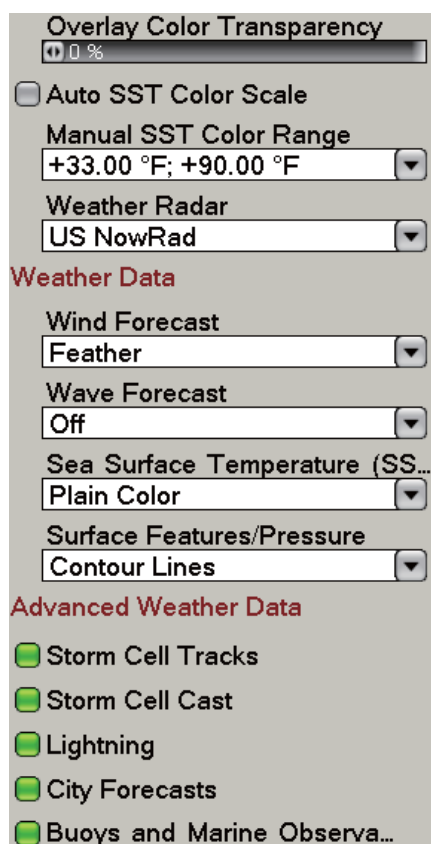 Overlay Color Transparency
0 %
Auto SST Color Scale
Manual SST Color Range
+33.00 °F; +90.00 °F
Weather Radar
US NowRad
Weather Data
Wind Forecast
Feather
Wave Forecast
Off
Sea Surface Temperature (SS...
Plain Color
Surface Features/Pressure
Contour Lines
Advanced Weather Data
Storm Cell Tracks
Storm Cell Cast
Lightning
City Forecasts
Buoys and Marine Observa...